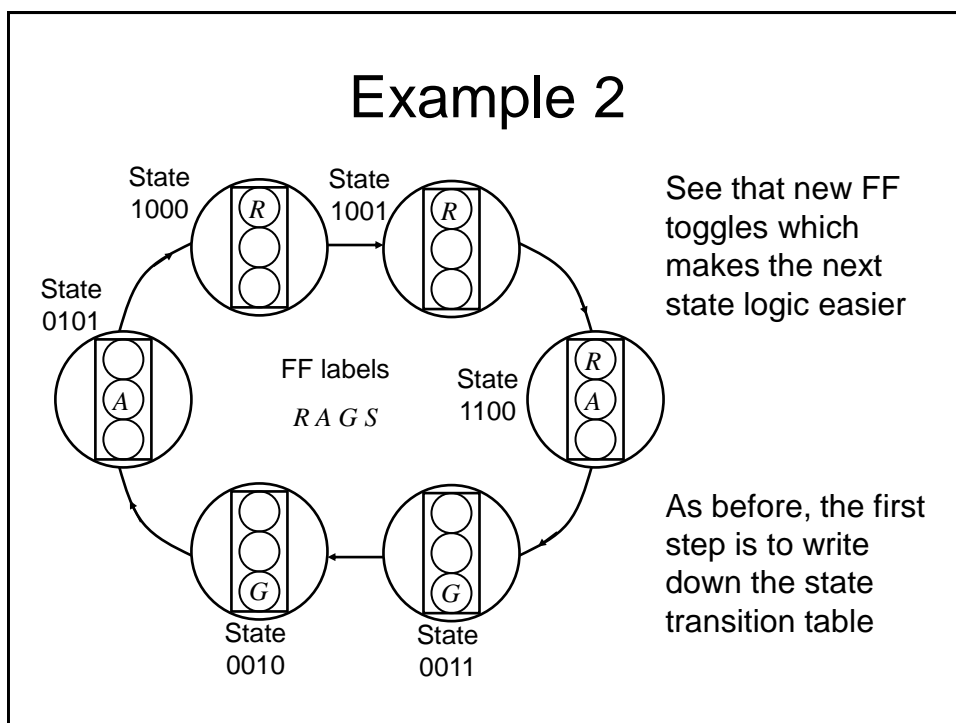 Example 2
State
1000
R
State
1001
R
See that new FF
toggles which
makes the next
state logic easier
State
0101
A
FF labels
R A G S
State
1100
R
A
G
State
0010
G
State
0011
As before, the first
step is to write
down the state
transition table